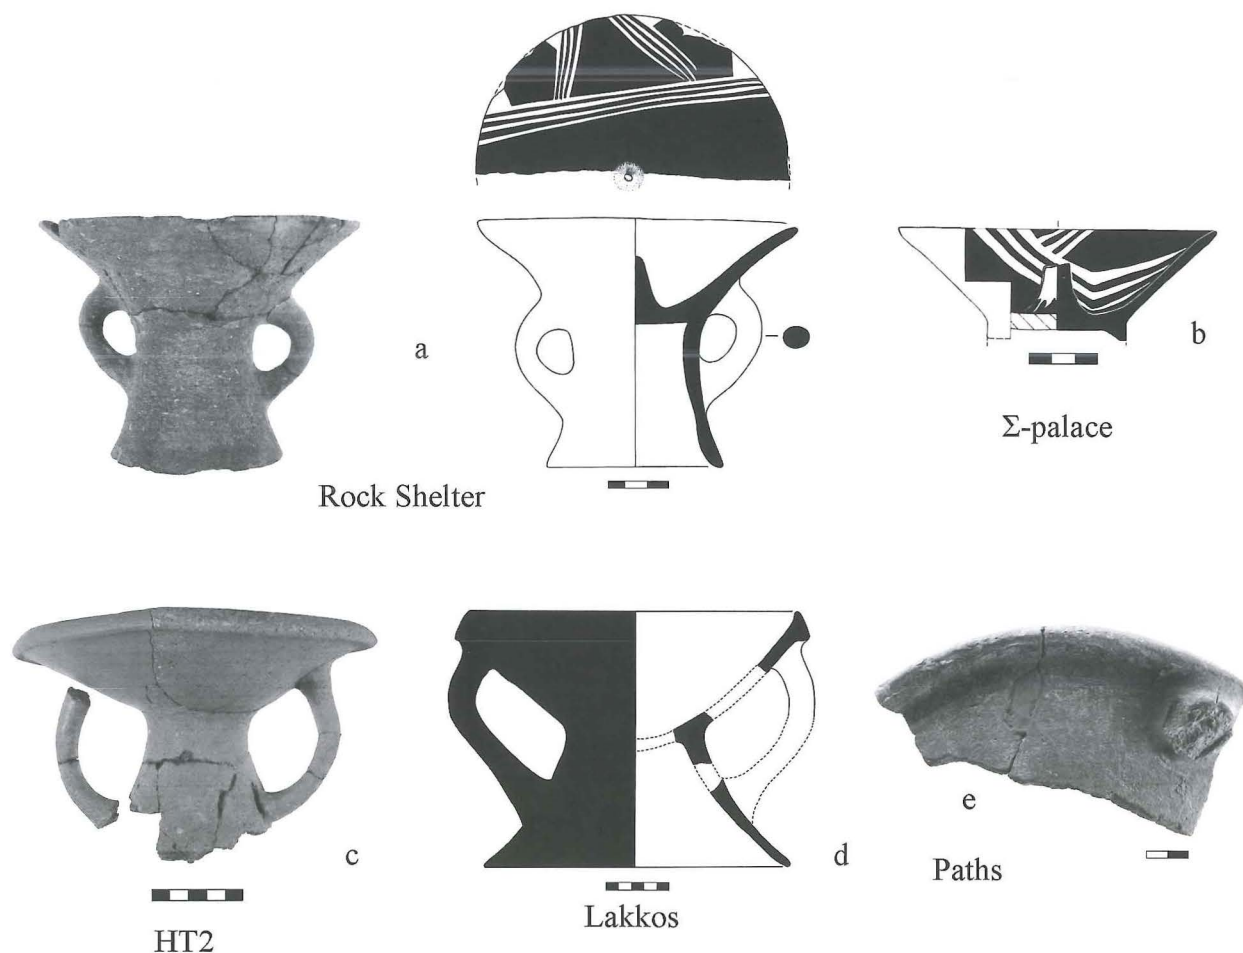 a
b
Σ-palace
Rock Shelter
c
d
e
Paths
Lakkos
HT2